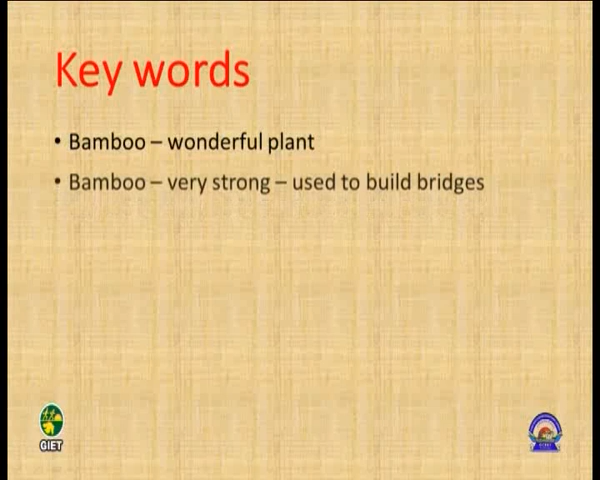 Key words
• Bamboo – wonderful plant
• Bamboo – very strong – used to build bridges
GIET